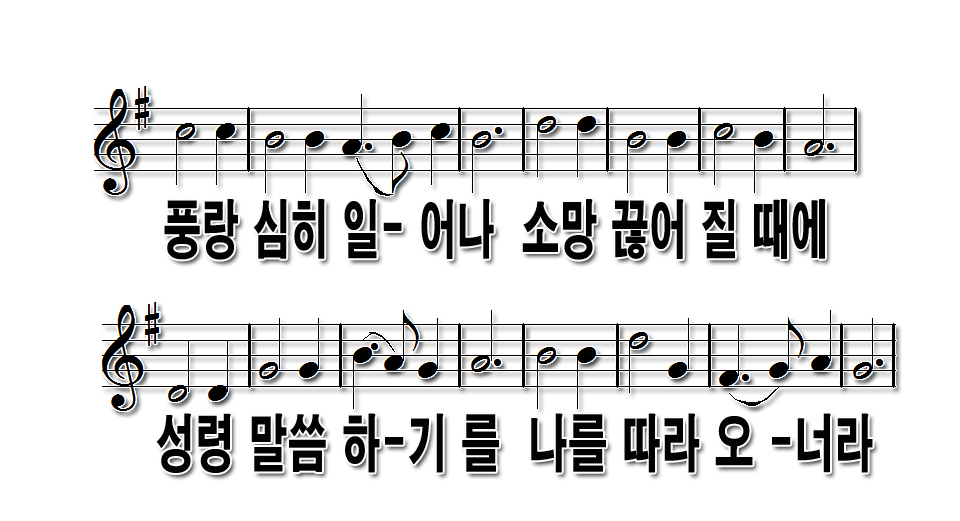 풍랑 심히 일- 어나 소망 끊어 질 때에
성령 말씀 하-기 를 나를 따라 오 -너라